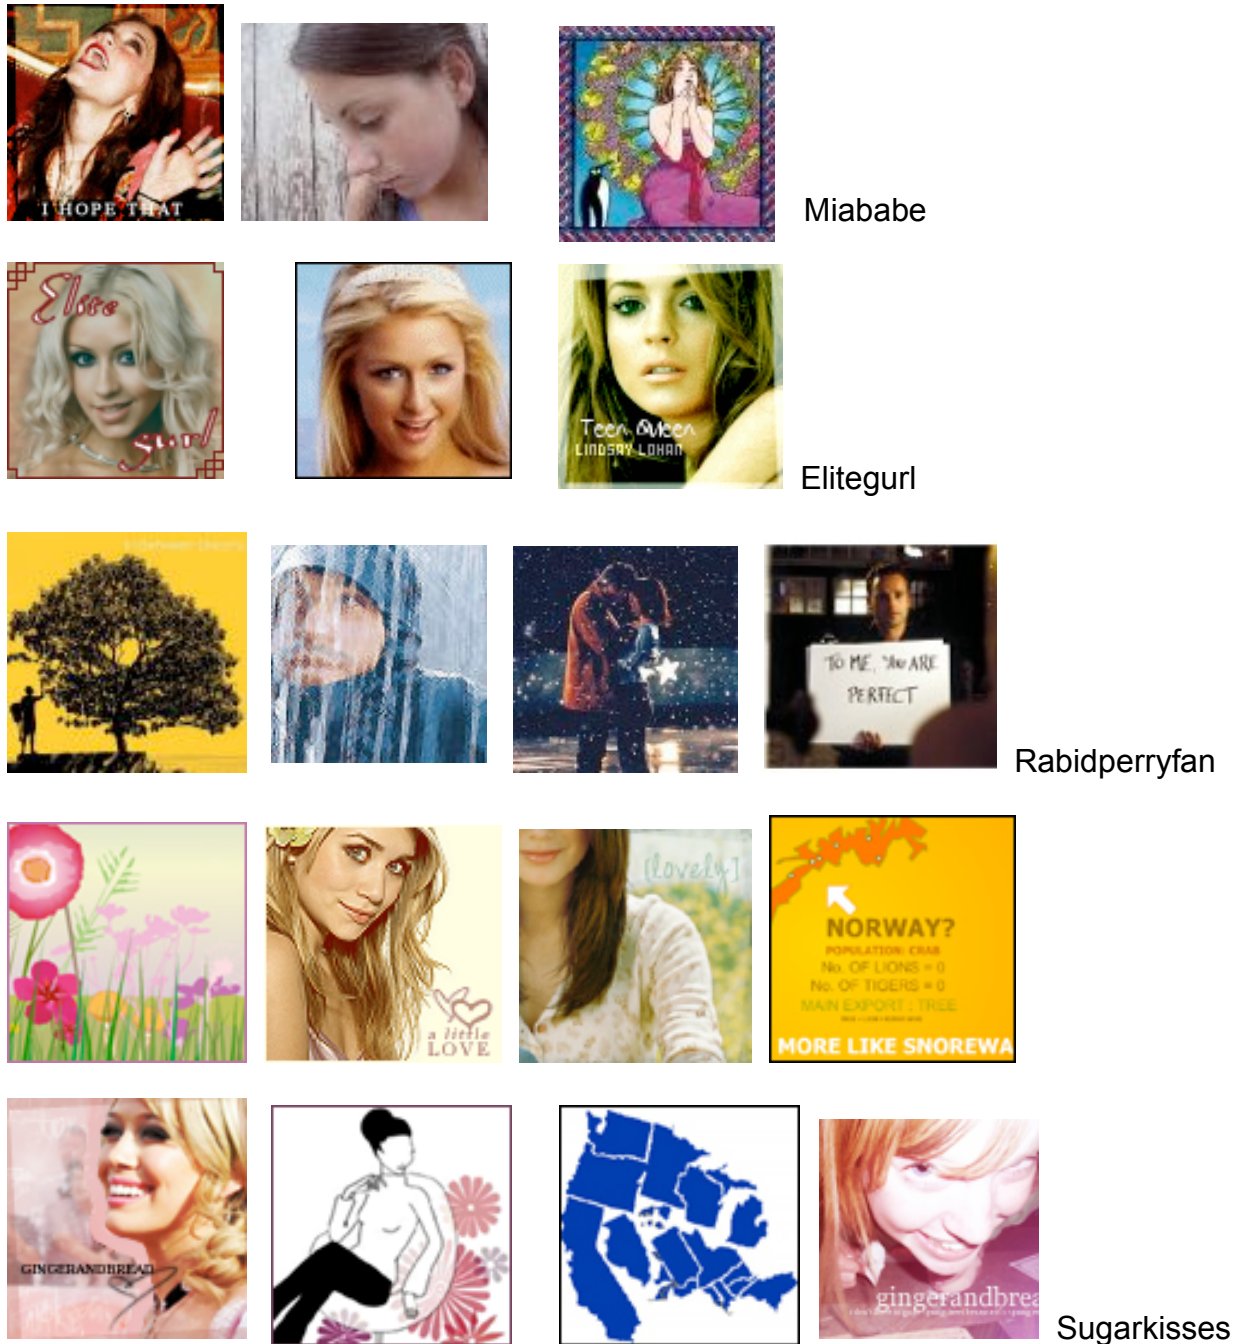 I HOPE THAT
Miababe
Elite
gurl
Teen Queen
LINDSAY LOHAN
Elitegurl
TO ME, YOU ARE
PERFECT
Rabidperryfan
a little
LOVE
[lovely]
NORWAY?
POPULATION: CRAB
No. OF LIONS = 0
No. OF TIGERS = 0
MAIN EXPORT : TREE
MORE LIKE SNOREWA
GINGERANDBREAD
gingerandbrea
Sugarkisses